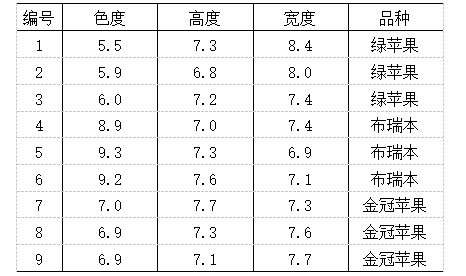 编号 色度 高度 宽度 品种
1 5.5 7.3 8.4 绿苹果
2 5.9 6.8 8.0 绿苹果
3 6.0 7.2 7.4 绿苹果
4 8.9 7.0 7.4 布瑞本
5 9.3 7.3 6.9 布瑞本
6 9.2 7.6 7.1 布瑞本
7 7.0 7.7 7.3 金冠苹果
8 6.9 7.3 7.6 金冠苹果
9 6.9 7.1 7.7 金冠苹果